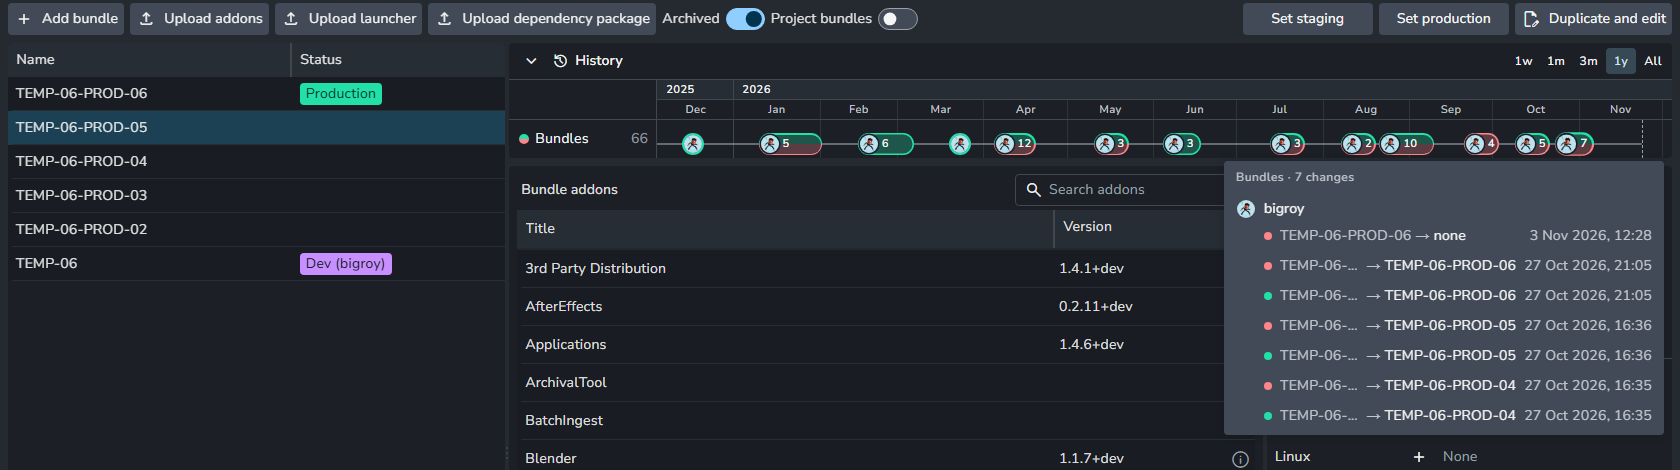 Add bundle Upload addons Upload launcher Upload dependency package Archived Project bundles Set staging Set production Duplicate and edit
Name Status
TEMP-06-PROD-06 Production
TEMP-06-PROD-05
TEMP-06-PROD-04
TEMP-06-PROD-03
TEMP-06-PROD-02
TEMP-06 Dev (bigroy)
History 1w 1m 3m 1y All
2025 2026
Dec Jan Feb Mar Apr May Jun Jul Aug Sep Oct Nov
Bundles 66 5 6 12 3 3 3 2 10 4 5 7
Bundle addons Search addons
Title Version
3rd Party Distribution 1.4.1+dev
AfterEffects 0.2.11+dev
Applications 1.4.6+dev
ArchivalTool
BatchIngest
Blender 1.1.7+dev
Bundles · 7 changes
bigroy
TEMP-06-PROD-06 → none 3 Nov 2026, 12:28
TEMP-06-... → TEMP-06-PROD-06 27 Oct 2026, 21:05
TEMP-06-... → TEMP-06-PROD-06 27 Oct 2026, 21:05
TEMP-06-... → TEMP-06-PROD-05 27 Oct 2026, 16:36
TEMP-06-... → TEMP-06-PROD-05 27 Oct 2026, 16:36
TEMP-06-... → TEMP-06-PROD-04 27 Oct 2026, 16:35
TEMP-06-... → TEMP-06-PROD-04 27 Oct 2026, 16:35
Linux + None